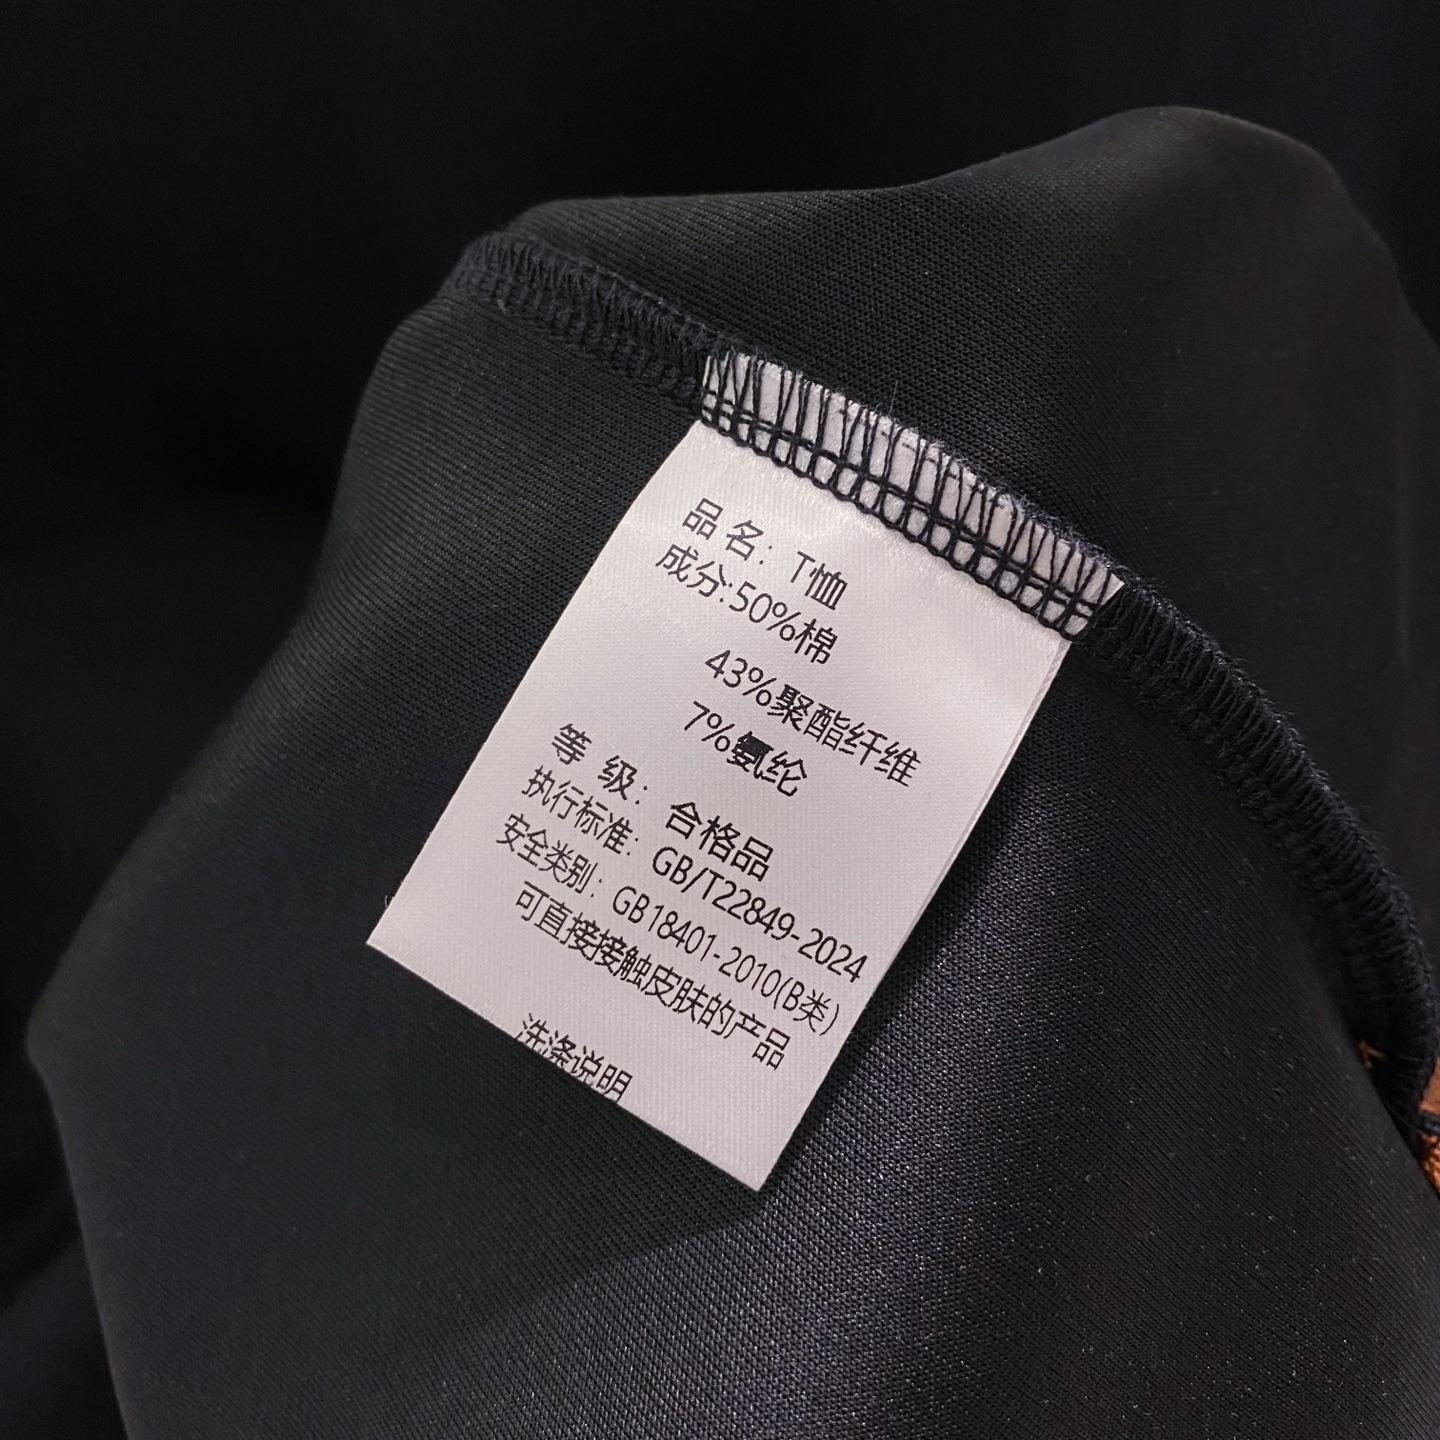 品 名：T恤
成分:50%棉
43%聚酯纤维
7%氨纶
等 级：合格品
执行标准：GB/T22849-2024
安全类别：GB18401-2010(B类)
可直接接触皮肤的产品
洗涤说明